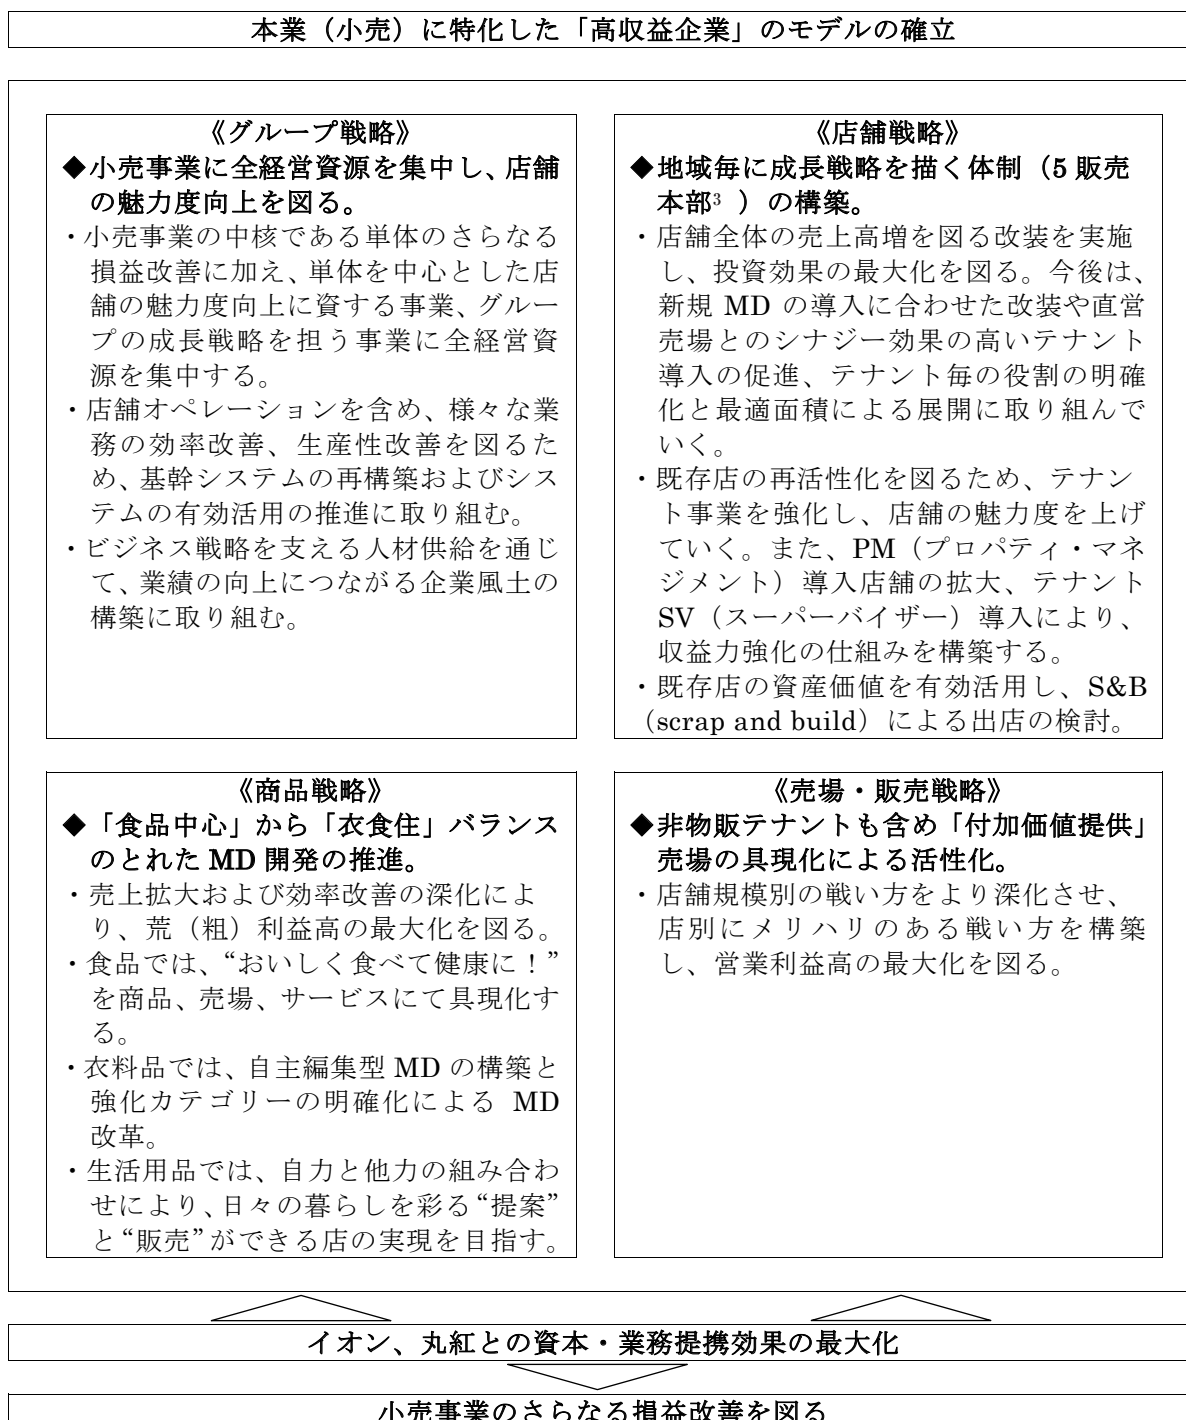 本業（小売）に特化した「高収益企業」のモデルの確立
《グループ戦略》
◆小売事業に全経営資源を集中し、店舗
の魅力度向上を図る。
・小売事業の中核である単体のさらなる
損益改善に加え、単体を中心とした店
舗の魅力度向上に資する事業、グルー
プの成長戦略を担う事業に全経営資
源を集中する。
・店舗オペレーションを含め、様々な業
務の効率改善、生産性改善を図るた
め、基幹システムの再構築およびシス
テムの有効活用の推進に取り組む。
・ビジネス戦略を支える人材供給を通じ
て、業績の向上につながる企業風土の
構築に取り組む。
《店舗戦略》
◆地域毎に成長戦略を描く体制（5 販売
本部³ ）の構築。
・店舗全体の売上高増を図る改装を実施
し、投資効果の最大化を図る。今後は、
新規 MD の導入に合わせた改装や直営
売場とのシナジー効果の高いテナント
導入の促進、テナント毎の役割の明確
化と最適面積による展開に取り組んで
いく。
・既存店の再活性化を図るため、テナン
ト事業を強化し、店舗の魅力度を上げ
ていく。また、PM（プロパティ・マネ
ジメント）導入店舗の拡大、テナント
SV（スーパーバイザー）導入により、
収益力強化の仕組みを構築する。
・既存店の資産価値を有効活用し、S&B
（scrap and build）による出店の検討。
《商品戦略》
◆「食品中心」から「衣食住」バランス
のとれた MD 開発の推進。
・売上拡大および効率改善の深化によ
り、荒（粗）利益高の最大化を図る。
・食品では、“おいしく食べて健康に！”
を商品、売場、サービスにて具現化す
る。
・衣料品では、自主編集型 MD の構築と
強化カテゴリーの明確化による MD
改革。
・生活用品では、自力と他力の組み合わ
せにより、日々の暮らしを彩る“提案”
と“販売”ができる店の実現を目指す。
《売場・販売戦略》
◆非物販テナントも含め「付加価値提供」
売場の具現化による活性化。
・店舗規模別の戦い方をより深化させ、
店別にメリハリのある戦い方を構築
し、営業利益高の最大化を図る。
イオン、丸紅との資本・業務提携効果の最大化
小売事業のさらなる損益改善を図る